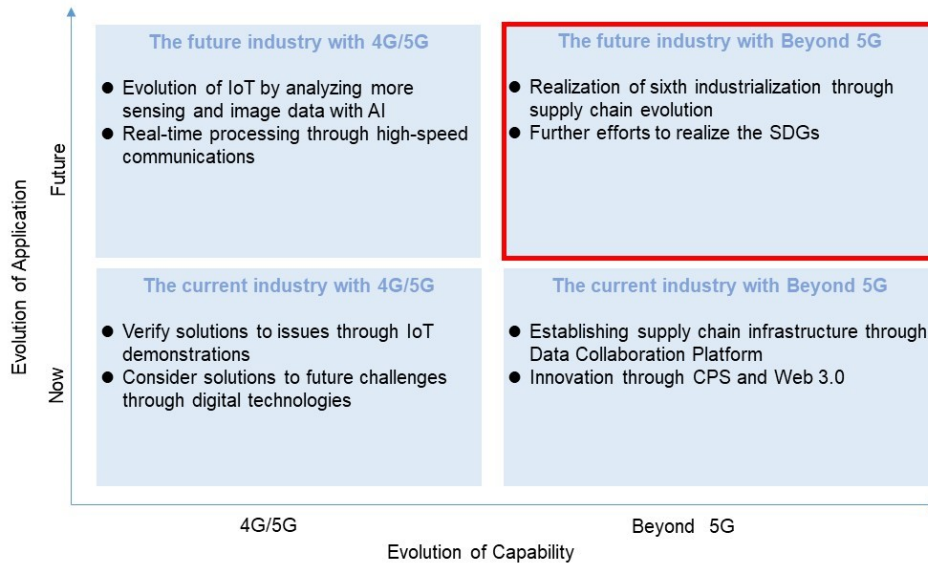 The future industry with 4G/5G
Evolution of IoT by analyzing more
sensing and image data with AI
Real-time processing through high-speed
communications
The future industry with Beyond 5G
Realization of sixth industrialization through
supply chain evolution
Further efforts to realize the SDGs
The current industry with 4G/5G
Verify solutions to issues through IoT
demonstrations
Consider solutions to future challenges
through digital technologies
The current industry with Beyond 5G
Establishing supply chain infrastructure through
Data Collaboration Platform
Innovation through CPS and Web 3.0
Evolution of Application
Future
Now
4G/5G
Beyond 5G
Evolution of Capability